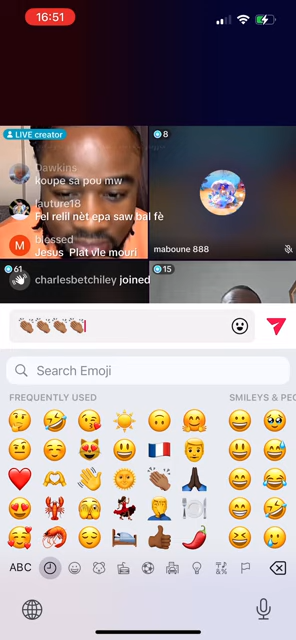 16:51
LIVE creator
8
Dawkins
koupe sa pou mw
fauture18
Fel relil nèt epa saw bal fè
M
blessed
Jesus Plat vle mouri
maboune 888
61
charlesbetchiley joined
15
👏🏾👏🏾👏🏾👏🏾👏🏾
Search Emoji
FREQUENTLY USED
SMILEYS & PEO
ABC